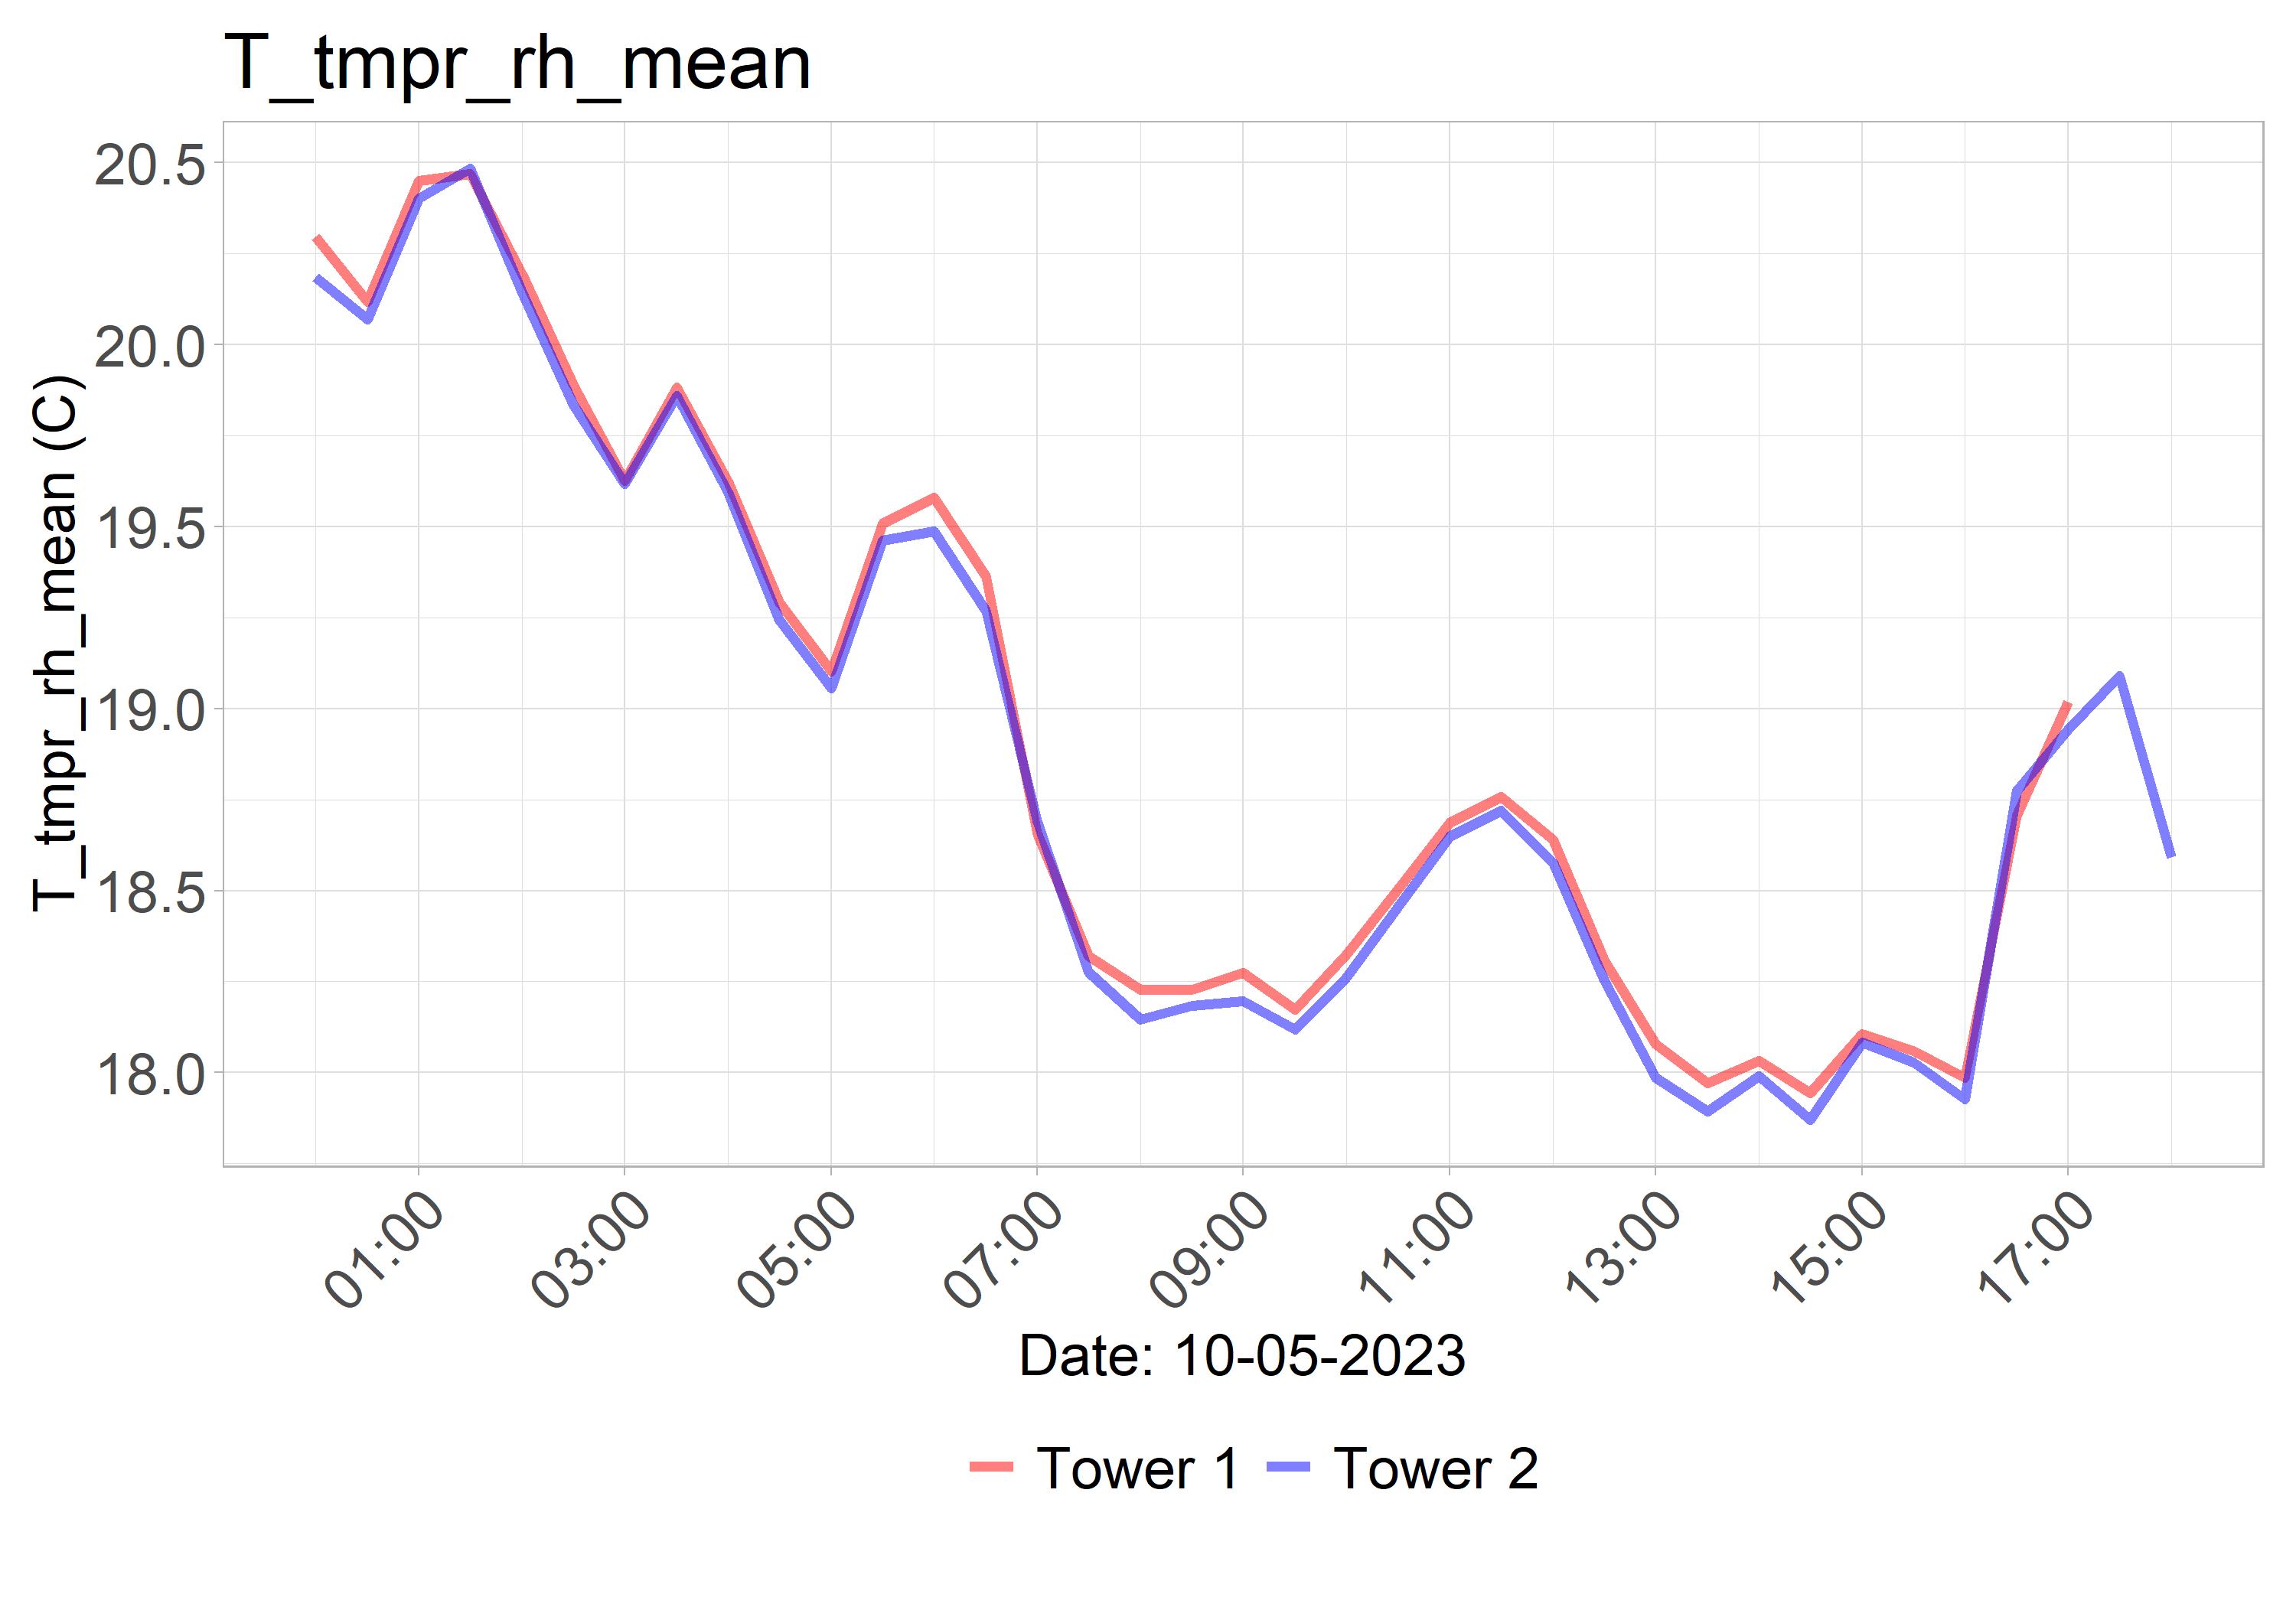 T_tmpr_rh_mean
T_tmpr_rh_mean (C)
20.5
20.0
19.5
19.0
18.5
18.0
01:00 03:00 05:00 07:00 09:00 11:00 13:00 15:00 17:00
Date: 10-05-2023
Tower 1 Tower 2